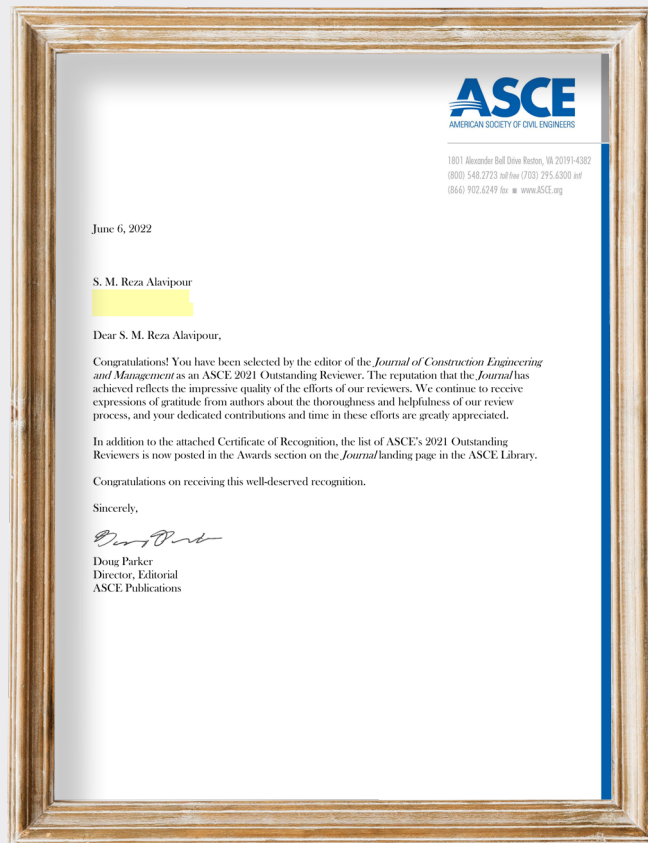 ASCE
AMERICAN SOCIETY OF CIVIL ENGINEERS
1801 Alexander Bell Drive Reston, VA 20191-4382
(800) 548.2723 toll free (703) 295.6300 intl
(866) 902.6249 fax ■ www.ASCE.org
June 6, 2022
S. M. Reza Alavipour
Dear S. M. Reza Alavipour,
Congratulations! You have been selected by the editor of the Journal of Construction Engineering
and Management as an ASCE 2021 Outstanding Reviewer. The reputation that the Journal has
achieved reflects the impressive quality of the efforts of our reviewers. We continue to receive
expressions of gratitude from authors about the thoroughness and helpfulness of our review
process, and your dedicated contributions and time in these efforts are greatly appreciated.
In addition to the attached Certificate of Recognition, the list of ASCE's 2021 Outstanding
Reviewers is now posted in the Awards section on the Journal landing page in the ASCE Library.
Congratulations on receiving this well-deserved recognition.
Sincerely,
Doug Parker
Director, Editorial
ASCE Publications